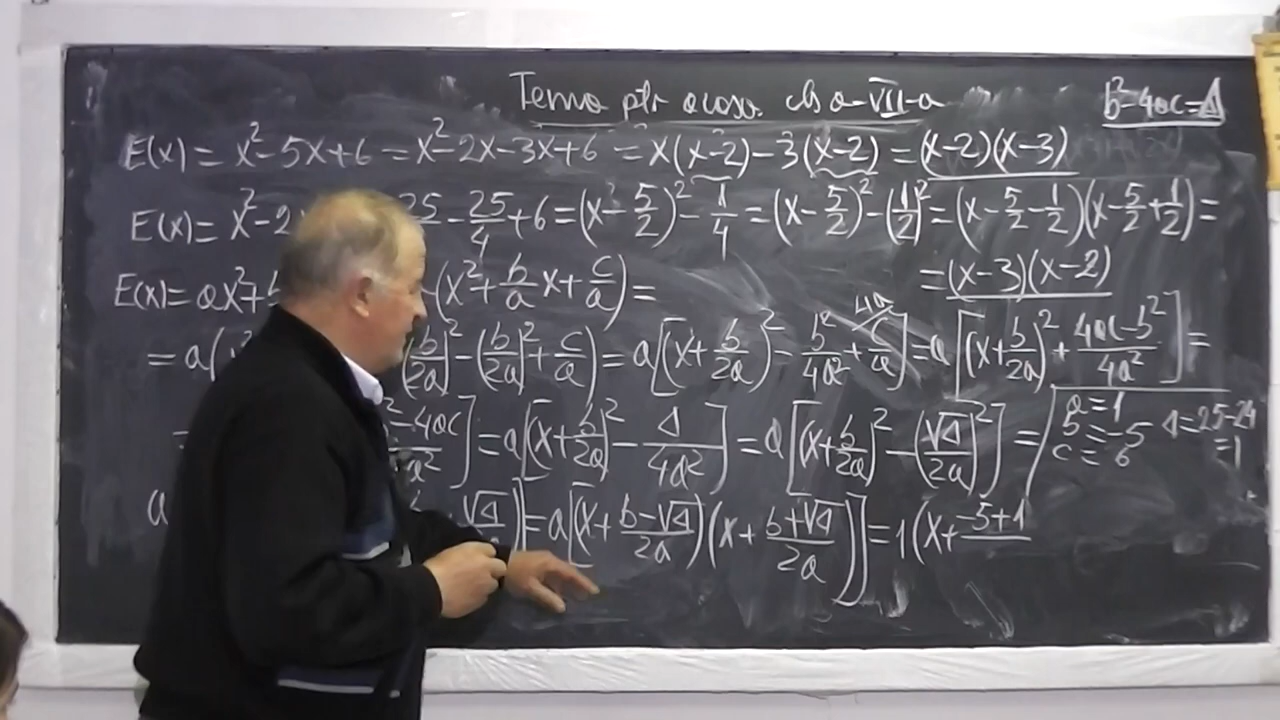 Tema ptr acasa cls a-VII-a
b²-4ac=Δ
E(x)= x²-5x+6 = x²-2x-3x+6 = x(x-2)-3(x-2) = (x-2)(x-3)
E(x)= x²-2 25 - 25/4 +6 = (x-5/2)² - 1/4 = (x-5/2)² - (1/2)² = (x-5/2-1/2)(x-5/2+1/2) =
= (x-3)(x-2)
E(x)= ax²+ (x²+b/a x+c/a) =
= a( (b/2a)² - (b/2a)² + c/a) = a[(x+b/2a)² - b²/4a² + 4a/ c/a] = a[(x+b/2a)² + (4ac-b²)/4a²] =
= ²-4ac] = a[(x+b/2a)² - Δ/4a²] = a[(x+b/2a)² - (√Δ/2a)²] =
a=1
b=-5
c=6
Δ=25-24
=1
a √Δ )] = a[(x+(b-√Δ)/2a)(x+(b+√Δ)/2a)] = 1(x+ -5+1